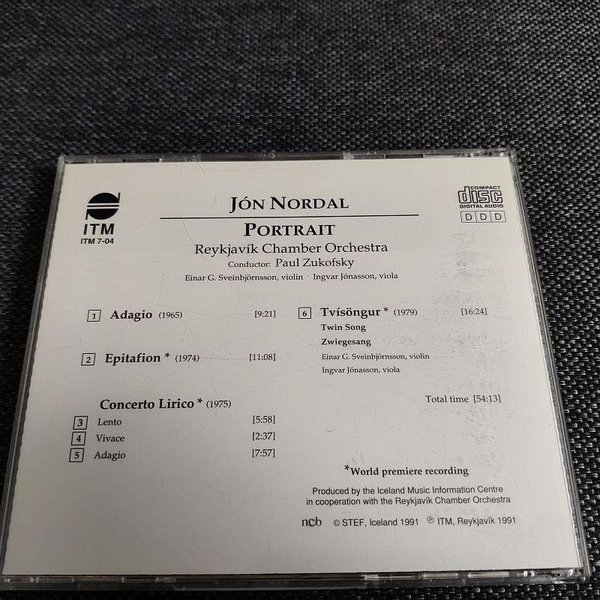 ITM
ITM 7-04
JÓN NORDAL
PORTRAIT
Reykjavík Chamber Orchestra
Conductor: Paul Zukofsky
Einar G. Sveinbjörnsson, violin · Ingvar Jónasson, viola
COMPACT
disc
DIGITAL AUDIO
D D D
1 Adagio (1965) [9:21]
2 Epitafion * (1974) [11:08]
Concerto Lirico * (1975)
3 Lento [5:58]
4 Vivace [2:37]
5 Adagio [7:57]
6 Tvísöngur * (1979) [16:24]
Twin Song
Zwiegesang
Einar G. Sveinbjörnsson, violin
Ingvar Jónasson, viola
Total time [54:13]
*World premiere recording
Produced by the Iceland Music Information Centre
in cooperation with the Reykjavík Chamber Orchestra
ncb © STEF, Iceland 1991 ℗ ITM, Reykjavík 1991